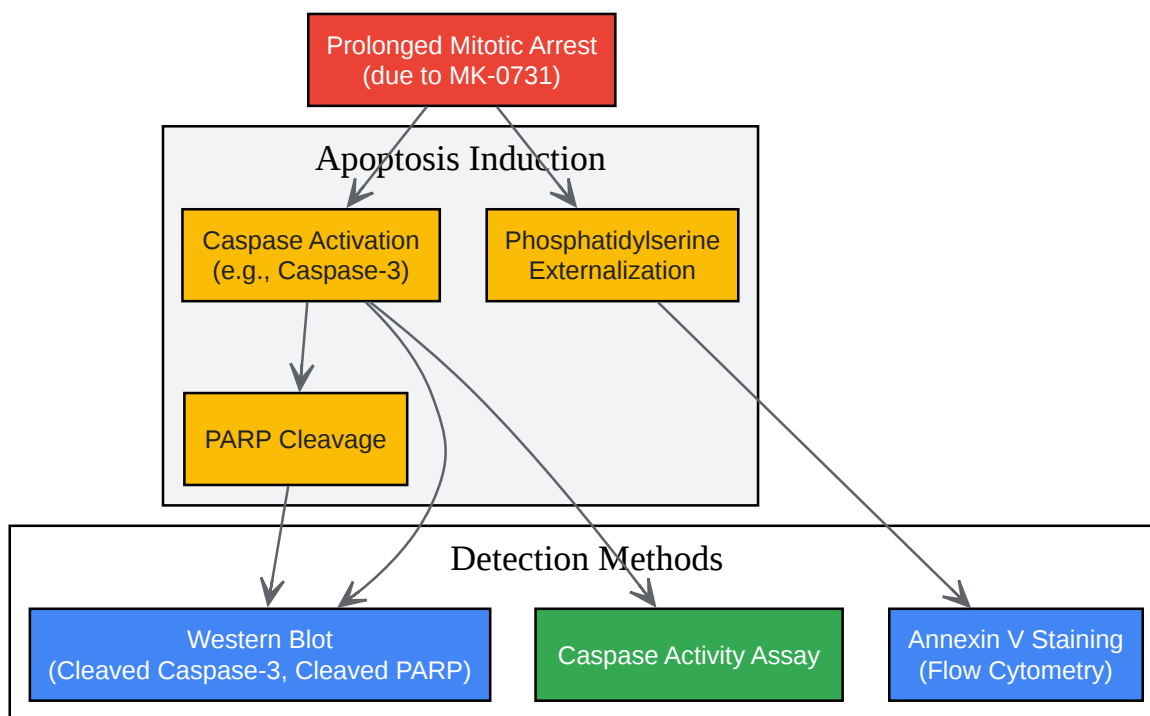 Prolonged Mitotic Arrest
(due to MK-0731)
Apoptosis Induction
Caspase Activation
(e.g., Caspase-3)
Phosphatidylserine
Externalization
PARP Cleavage
Detection Methods
Western Blot
(Cleaved Caspase-3, Cleaved PARP)
Caspase Activity Assay
Annexin V Staining
(Flow Cytometry)